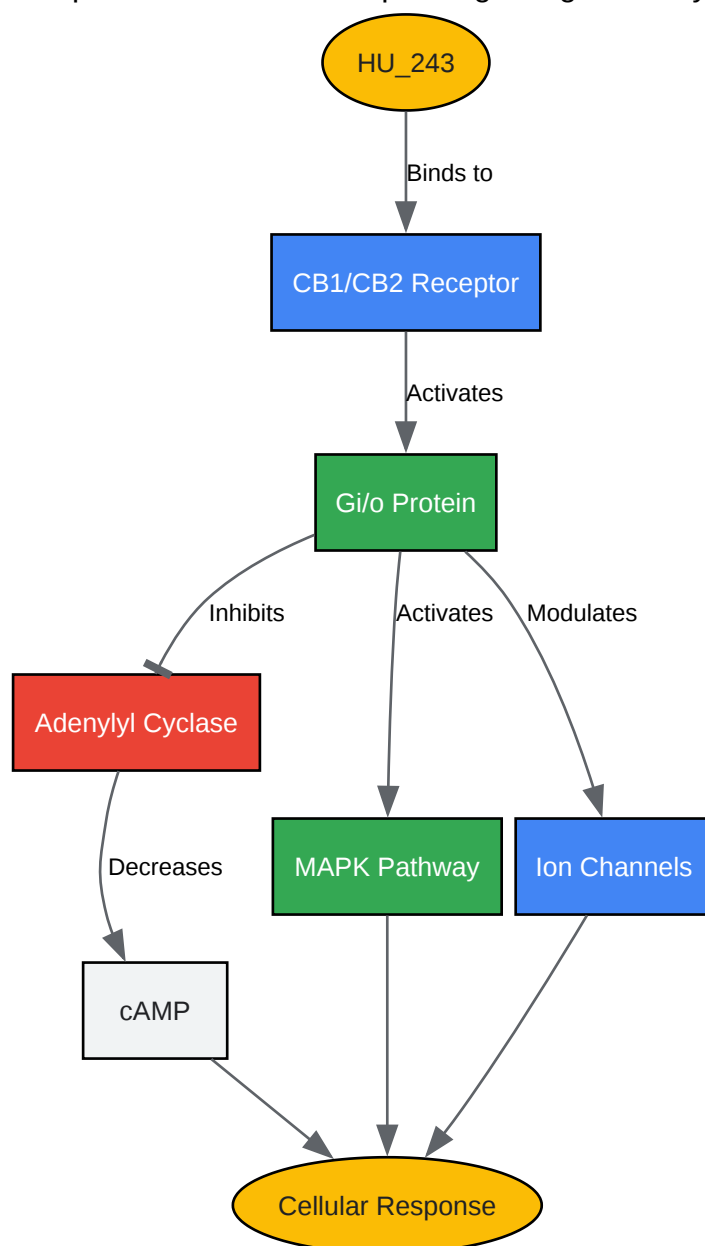 HU_243
Binds to
CB1/CB2 Receptor
Activates
Gi/o Protein
Inhibits
Activates
Modulates
Adenylyl Cyclase
Decreases
MAPK Pathway
Ion Channels
cAMP
Cellular Response